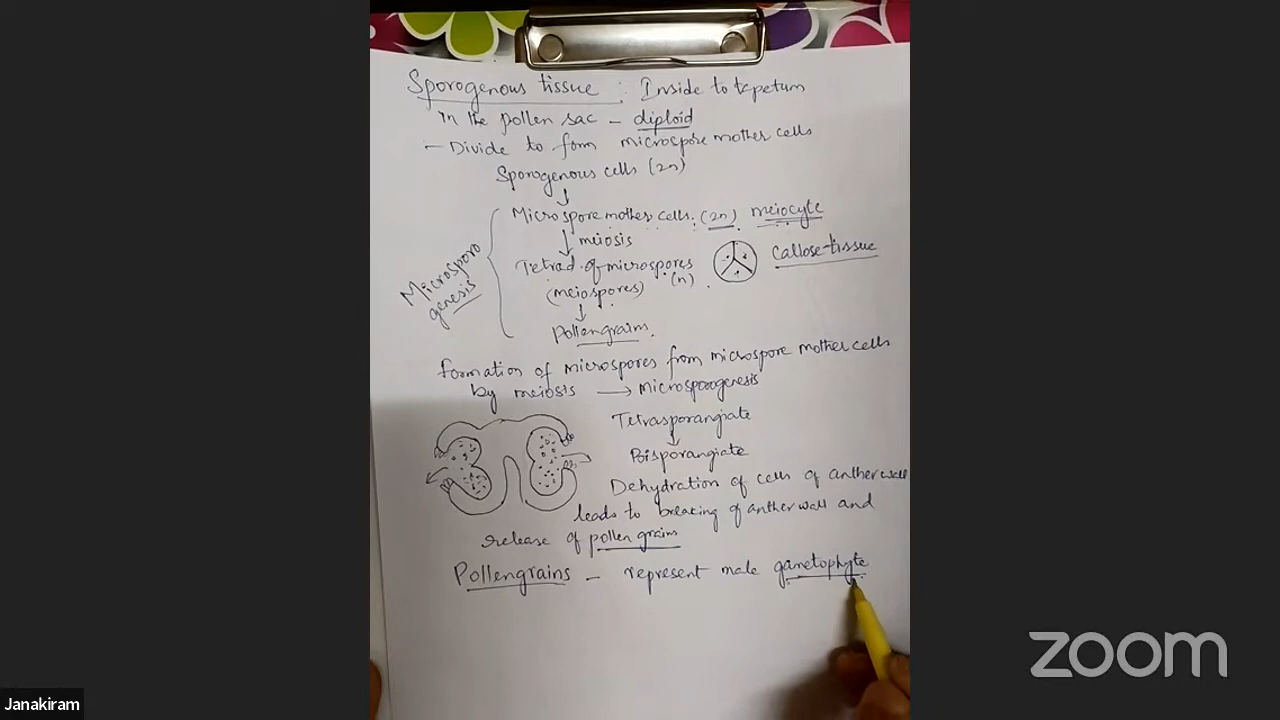 Sporogenous tissue : Inside to tapetum
in the pollen sac - diploid
- Divide to form microspore mother cells
Sporogenous cells (2n)
↓
Microspore mother cells. (2n) meiocyte
↓ meiosis
Tetrad of microspores (n) callose tissue
(meiospores)
↓
Pollengrains.
Microsporo
genesis
Formation of microspores from microspore mother cells
by meiosis → Microsporogenesis
Tetrasporangiate
↓
Bisporangiate
Dehydration of cells of anther wall
leads to breaking of anther wall and
release of pollen grains
Pollengrains - represent male gametophyte
zoom
Janakiram